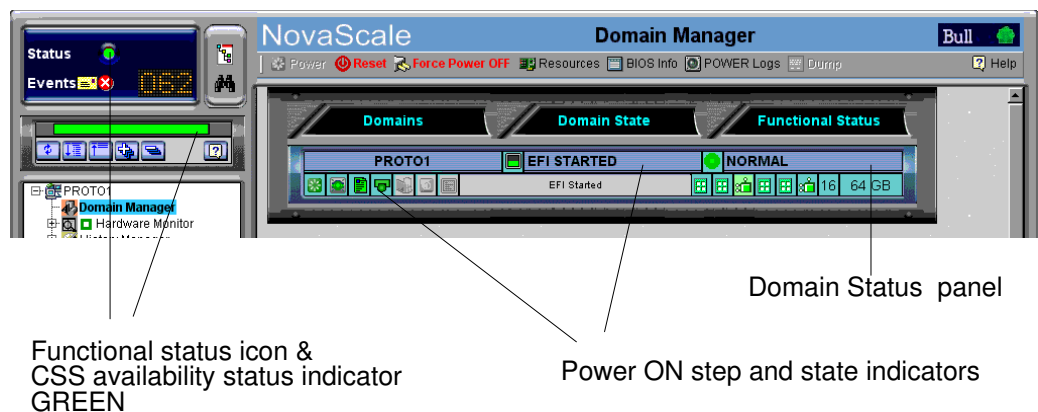 NovaScale
Domain Manager
Bull
Status
Events
062
Power Reset Force Power OFF Resources BIOS Info POWER Logs Dump Help
Domains Domain State Functional Status
PROTO1 EFI STARTED NORMAL
EFI Started 16 64 GB
PROTO1
Domain Manager
Hardware Monitor
Domain Status panel
Functional status icon &
CSS availability status indicator
GREEN
Power ON step and state indicators